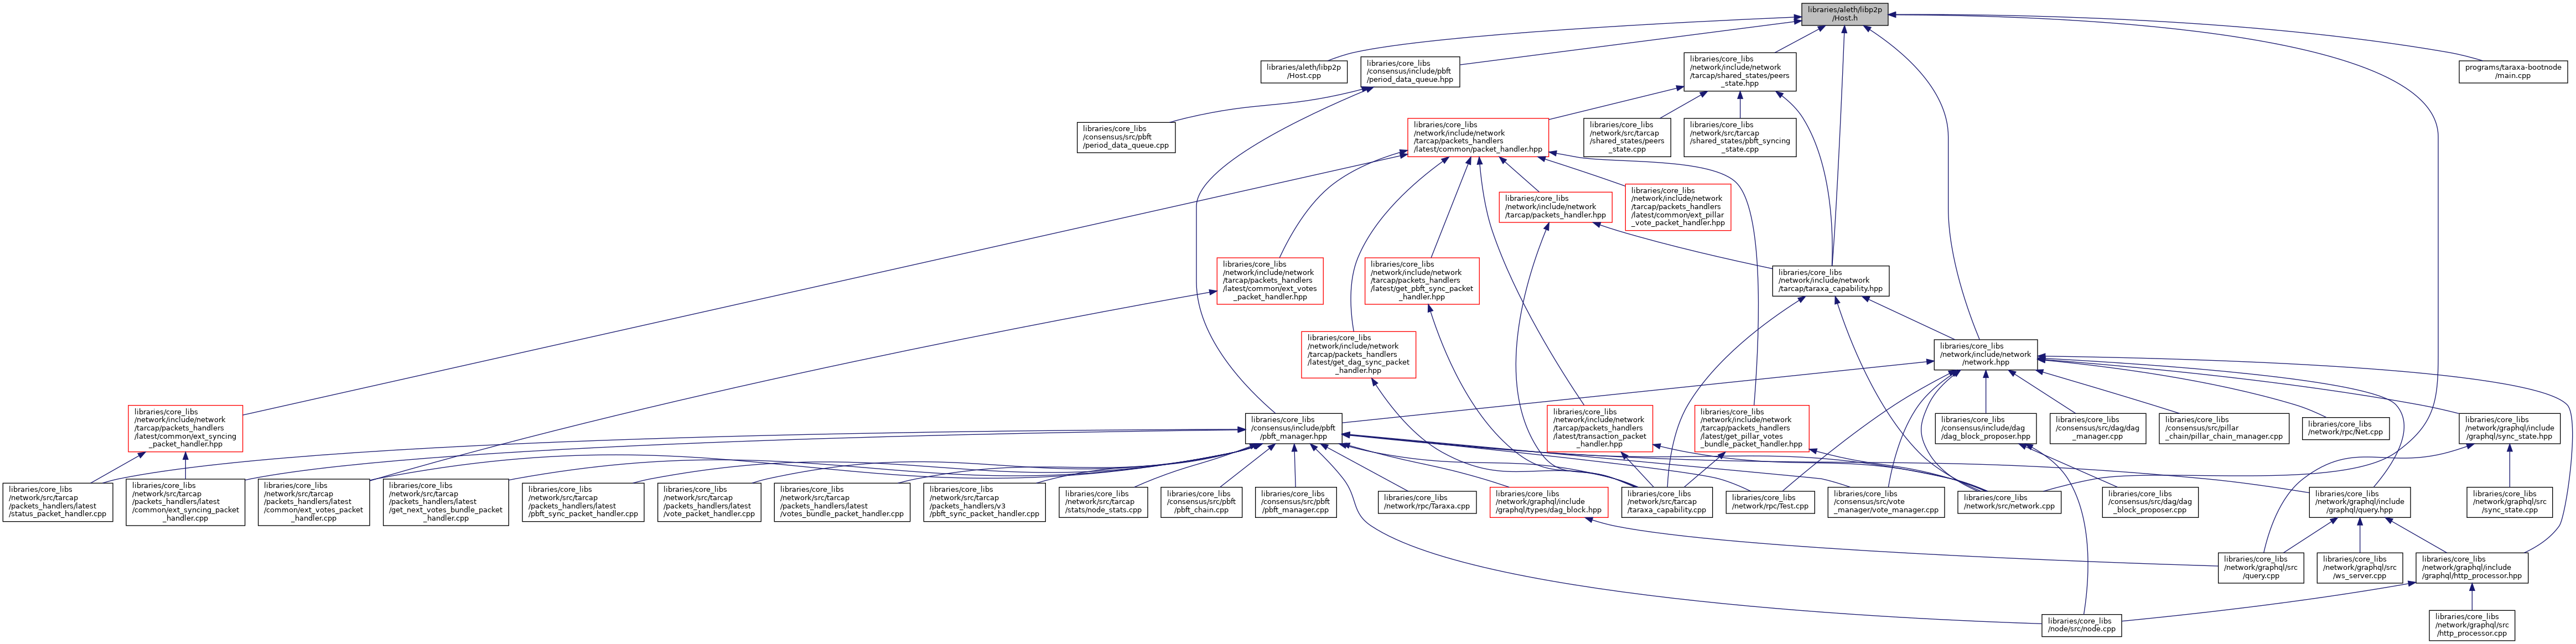 libraries/aleth/libp2p
/Host.h
libraries/aleth/libp2p
/Host.cpp
libraries/core_libs
/consensus/include/pbft
/period_data_queue.hpp
libraries/core_libs
/network/include/network
/tarcap/shared_states/peers
_state.hpp
programs/taraxa-bootnode
/main.cpp
libraries/core_libs
/consensus/src/pbft
/period_data_queue.cpp
libraries/core_libs
/network/include/network
/tarcap/packets_handlers
/latest/common/packet_handler.hpp
libraries/core_libs
/network/src/tarcap
/shared_states/peers
_state.cpp
libraries/core_libs
/network/src/tarcap
/shared_states/pbft_syncing
_state.cpp
libraries/core_libs
/network/include/network
/tarcap/packets_handler.hpp
libraries/core_libs
/network/include/network
/tarcap/packets_handlers
/latest/common/ext_pillar
_vote_packet_handler.hpp
libraries/core_libs
/network/include/network
/tarcap/packets_handlers
/latest/common/ext_votes
_packet_handler.hpp
libraries/core_libs
/network/include/network
/tarcap/packets_handlers
/latest/get_pbft_sync_packet
_handler.hpp
libraries/core_libs
/network/include/network
/tarcap/taraxa_capability.hpp
libraries/core_libs
/network/include/network
/tarcap/packets_handlers
/latest/get_dag_sync_packet
_handler.hpp
libraries/core_libs
/network/include/network
/network.hpp
libraries/core_libs
/network/include/network
/tarcap/packets_handlers
/latest/common/ext_syncing
_packet_handler.hpp
libraries/core_libs
/consensus/include/pbft
/pbft_manager.hpp
libraries/core_libs
/network/include/network
/tarcap/packets_handlers
/latest/transaction_packet
_handler.hpp
libraries/core_libs
/network/include/network
/tarcap/packets_handlers
/latest/get_pillar_votes
_bundle_packet_handler.hpp
libraries/core_libs
/consensus/include/dag
/dag_block_proposer.hpp
libraries/core_libs
/consensus/src/dag/dag
_manager.cpp
libraries/core_libs
/consensus/src/pillar
_chain/pillar_chain_manager.cpp
libraries/core_libs
/network/rpc/Net.cpp
libraries/core_libs
/network/graphql/include
/graphql/sync_state.hpp
libraries/core_libs
/network/src/tarcap
/packets_handlers/latest
/status_packet_handler.cpp
libraries/core_libs
/network/src/tarcap
/packets_handlers/latest
/common/ext_syncing_packet
_handler.cpp
libraries/core_libs
/network/src/tarcap
/packets_handlers/latest
/common/ext_votes_packet
_handler.cpp
libraries/core_libs
/network/src/tarcap
/packets_handlers/latest
/get_next_votes_bundle_packet
_handler.cpp
libraries/core_libs
/network/src/tarcap
/packets_handlers/latest
/pbft_sync_packet_handler.cpp
libraries/core_libs
/network/src/tarcap
/packets_handlers/latest
/vote_packet_handler.cpp
libraries/core_libs
/network/src/tarcap
/packets_handlers/latest
/votes_bundle_packet_handler.cpp
libraries/core_libs
/network/src/tarcap
/packets_handlers/v3
/pbft_sync_packet_handler.cpp
libraries/core_libs
/network/src/tarcap
/stats/node_stats.cpp
libraries/core_libs
/consensus/src/pbft
/pbft_chain.cpp
libraries/core_libs
/consensus/src/pbft
/pbft_manager.cpp
libraries/core_libs
/network/rpc/Taraxa.cpp
libraries/core_libs
/network/graphql/include
/graphql/types/dag_block.hpp
libraries/core_libs
/network/src/tarcap
/taraxa_capability.cpp
libraries/core_libs
/network/rpc/Test.cpp
libraries/core_libs
/consensus/src/vote
_manager/vote_manager.cpp
libraries/core_libs
/network/src/network.cpp
libraries/core_libs
/consensus/src/dag/dag
_block_proposer.cpp
libraries/core_libs
/network/graphql/include
/graphql/query.hpp
libraries/core_libs
/network/graphql/src
/sync_state.cpp
libraries/core_libs
/network/graphql/src
/query.cpp
libraries/core_libs
/network/graphql/src
/ws_server.cpp
libraries/core_libs
/network/graphql/include
/graphql/http_processor.hpp
libraries/core_libs
/node/src/node.cpp
libraries/core_libs
/network/graphql/src
/http_processor.cpp